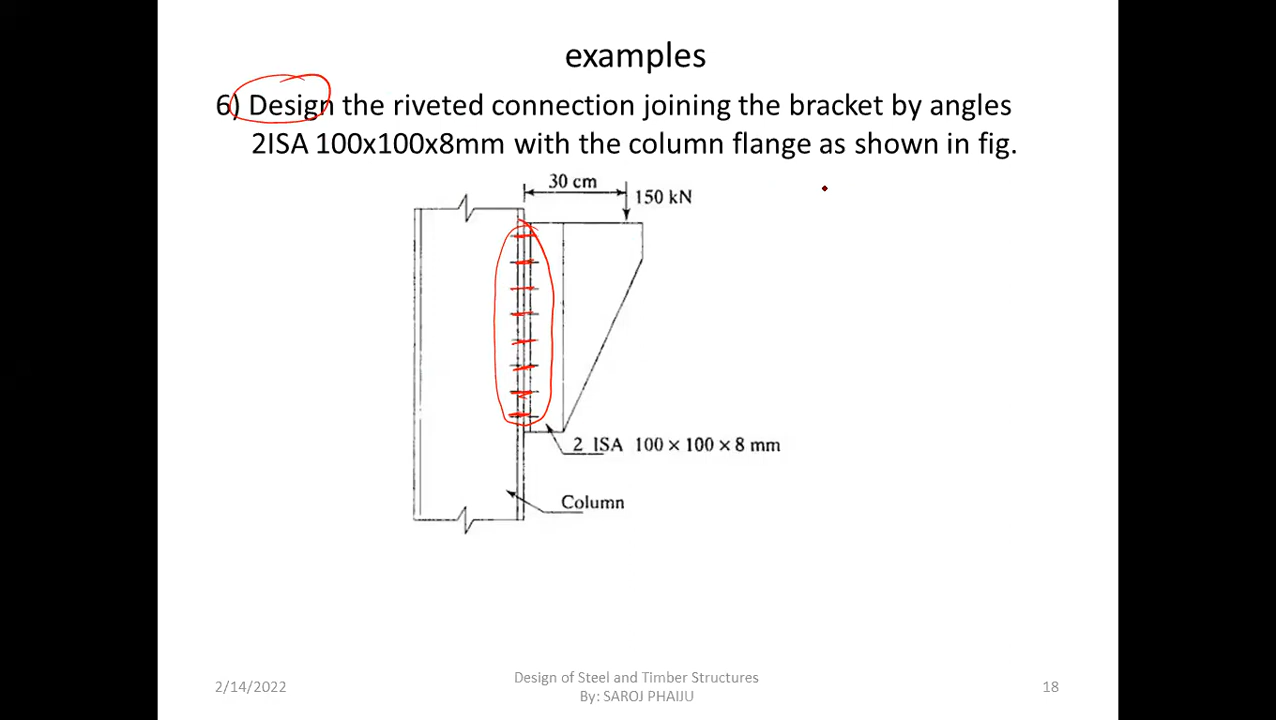 examples
6) Design the riveted connection joining the bracket by angles
2ISA 100x100x8mm with the column flange as shown in fig.
30 cm
150 kN
2 ISA 100 × 100 × 8 mm
Column
2/14/2022
Design of Steel and Timber Structures
By: SAROJ PHAIJU
18